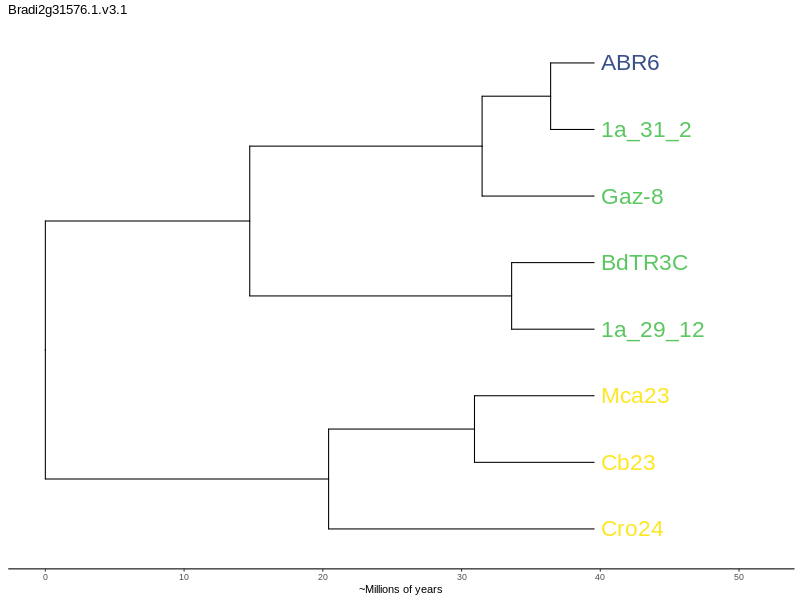 Bradi2g31576.1.v3.1
ABR6
1a_31_2
Gaz-8
BdTR3C
1a_29_12
Mca23
Cb23
Cro24
0 10 20 30 40 50
~Millions of years